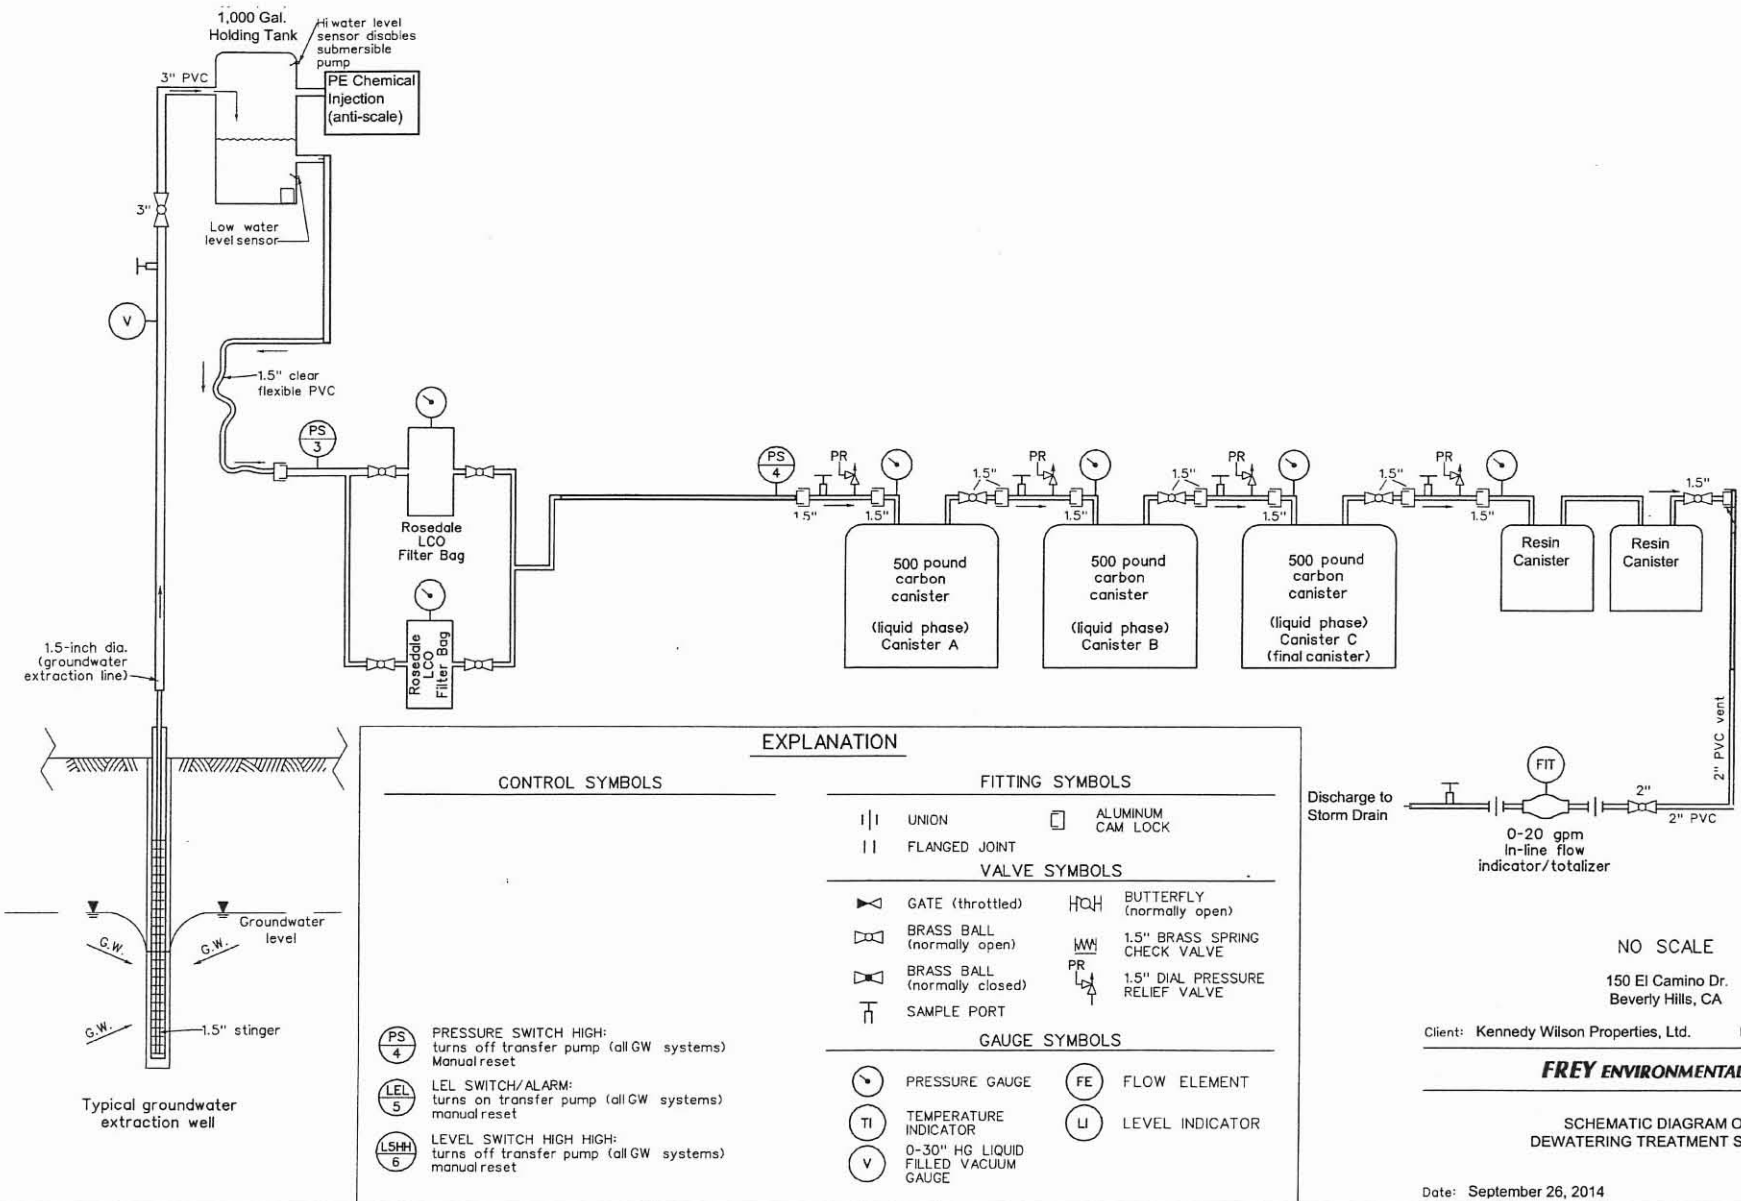 1,000 Gal.
Holding Tank
Hi water level
sensor disables
submersible
pump
3" PVC
PE Chemical
Injection
(anti-scale)
3"
Low water
level sensor
V
1.5" clear
flexible PVC
PS
3
Rosedale
LCO
Filter Bag
Rosedale
LCO
Filter Bag
1.5-inch dia.
(groundwater
extraction line)
PS
4
PR
PR
PR
PR
1.5"
1.5"
1.5"
1.5"
1.5"
1.5"
1.5"
1.5"
1.5"
1.5"
1.5"
1.5"
500 pound
carbon
canister
(liquid phase)
Canister A
500 pound
carbon
canister
(liquid phase)
Canister B
500 pound
carbon
canister
(liquid phase)
Canister C
(final canister)
Resin
Canister
Resin
Canister
2" PVC vent
FIT
2"
2" PVC
Discharge to
Storm Drain
0-20 gpm
In-line flow
indicator/totalizer
Groundwater
level
G.W.
G.W.
G.W.
1.5" stinger
Typical groundwater
extraction well
EXPLANATION
CONTROL SYMBOLS
PS
4
PRESSURE SWITCH HIGH:
turns off transfer pump (all GW systems)
Manual reset
LEL
5
LEL SWITCH/ALARM:
turns on transfer pump (all GW systems)
manual reset
LSHH
6
LEVEL SWITCH HIGH HIGH:
turns off transfer pump (all GW systems)
manual reset
FITTING SYMBOLS
UNION
ALUMINUM
CAM LOCK
FLANGED JOINT
VALVE SYMBOLS
GATE (throttled)
BUTTERFLY
(normally open)
BRASS BALL
(normally open)
1.5" BRASS SPRING
CHECK VALVE
BRASS BALL
(normally closed)
PR
1.5" DIAL PRESSURE
RELIEF VALVE
SAMPLE PORT
GAUGE SYMBOLS
PRESSURE GAUGE
FE
FLOW ELEMENT
TI
TEMPERATURE
INDICATOR
LI
LEVEL INDICATOR
V
0-30" HG LIQUID
FILLED VACUUM
GAUGE
NO SCALE
150 El Camino Dr.
Beverly Hills, CA
Client: Kennedy Wilson Properties, Ltd.
FREY ENVIRONMENTAL
SCHEMATIC DIAGRAM O
DEWATERING TREATMENT S
Date: September 26, 2014